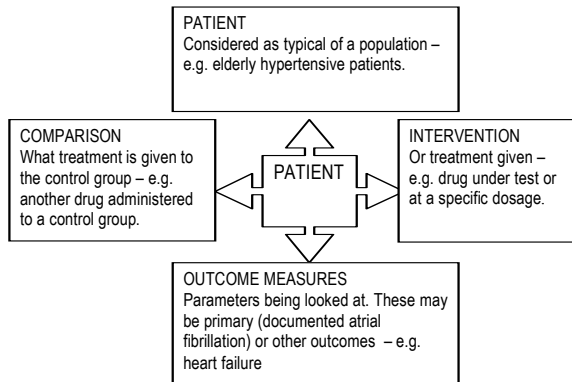 PATIENT
Considered as typical of a population –
e.g. elderly hypertensive patients.
COMPARISON
What treatment is given to
the control group – e.g.
another drug administered
to a control group.
PATIENT
INTERVENTION
Or treatment given –
e.g. drug under test or
at a specific dosage.
OUTCOME MEASURES
Parameters being looked at. These may
be primary (documented atrial
fibrillation) or other outcomes – e.g.
heart failure